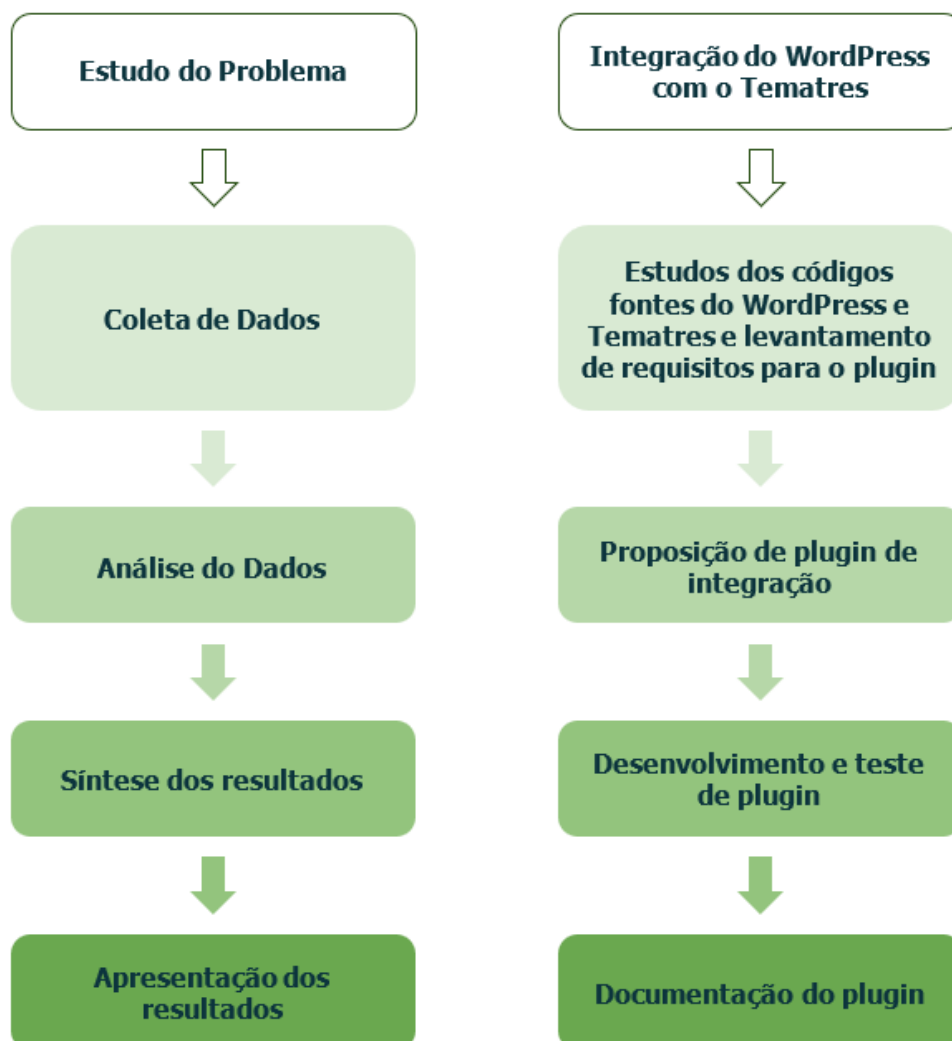 Estudo do Problema
Integração do WordPress
com o Tematres
Coleta de Dados
Estudos dos códigos
fontes do WordPress e
Tematres e levantamento
de requisitos para o plugin
Análise do Dados
Proposição de plugin de
integração
Síntese dos resultados
Desenvolvimento e teste
de plugin
Apresentação dos
resultados
Documentação do plugin